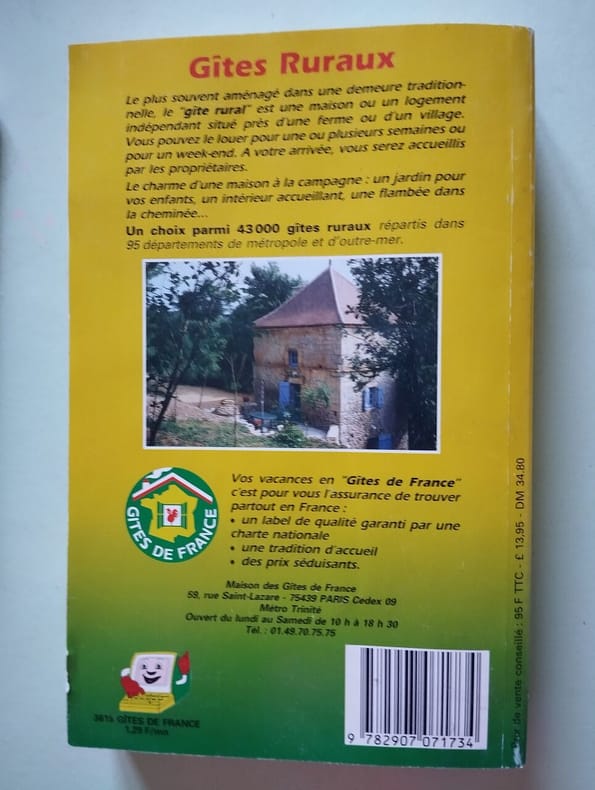 Gîtes Ruraux
Le plus souvent aménagé dans une demeure tradition-
nelle, le "gîte rural" est une maison ou un logement
indépendant situé près d'une ferme ou d'un village.
Vous pouvez le louer pour une ou plusieurs semaines ou
pour un week-end. A votre arrivée, vous serez accueillis
par les propriétaires.
Le charme d'une maison à la campagne : un jardin pour
vos enfants, un intérieur accueillant, une flambée dans
la cheminée...
Un choix parmi 43000 gîtes ruraux répartis dans
95 départements de métropole et d'outre-mer.
GITES DE FRANCE
Vos vacances en "Gîtes de France"
c'est pour vous l'assurance de trouver
partout en France :
• un label de qualité garanti par une
charte nationale
• une tradition d'accueil
• des prix séduisants.
Maison des Gîtes de France
59, rue Saint-Lazare - 75439 PARIS Cedex 09
Métro Trinité
Ouvert du lundi au Samedi de 10 h à 18 h 30
Tél. : 01.49.70.75.75
3615 GÎTES DE FRANCE
1,29 F/mn
9 782907 071734
Prix de vente conseillé : 95 F TTC - £ 13,95 - DM 34.80